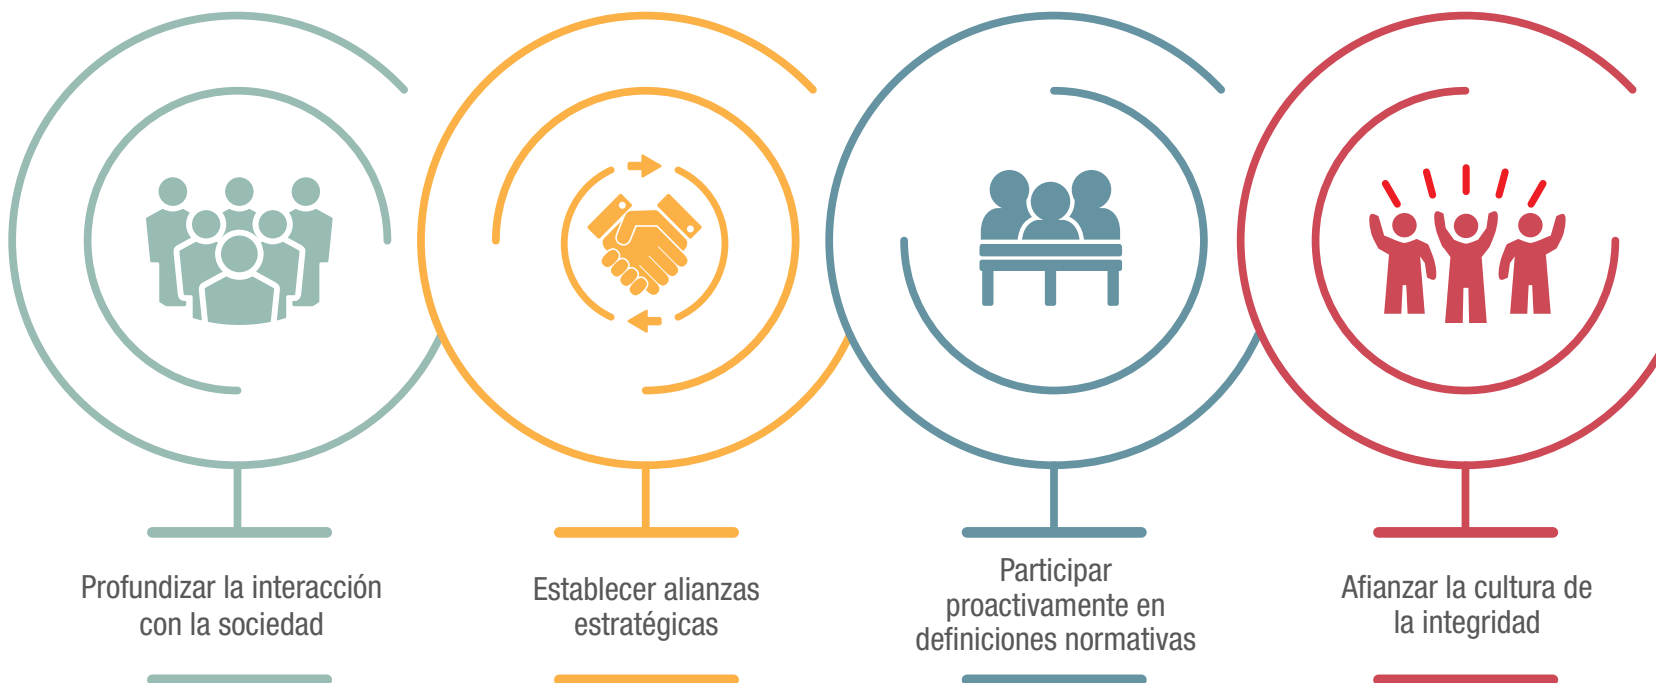 Profundizar la interacción
con la sociedad
Establecer alianzas
estratégicas
Participar
proactivamente en
definiciones normativas
Afianzar la cultura de
la integridad